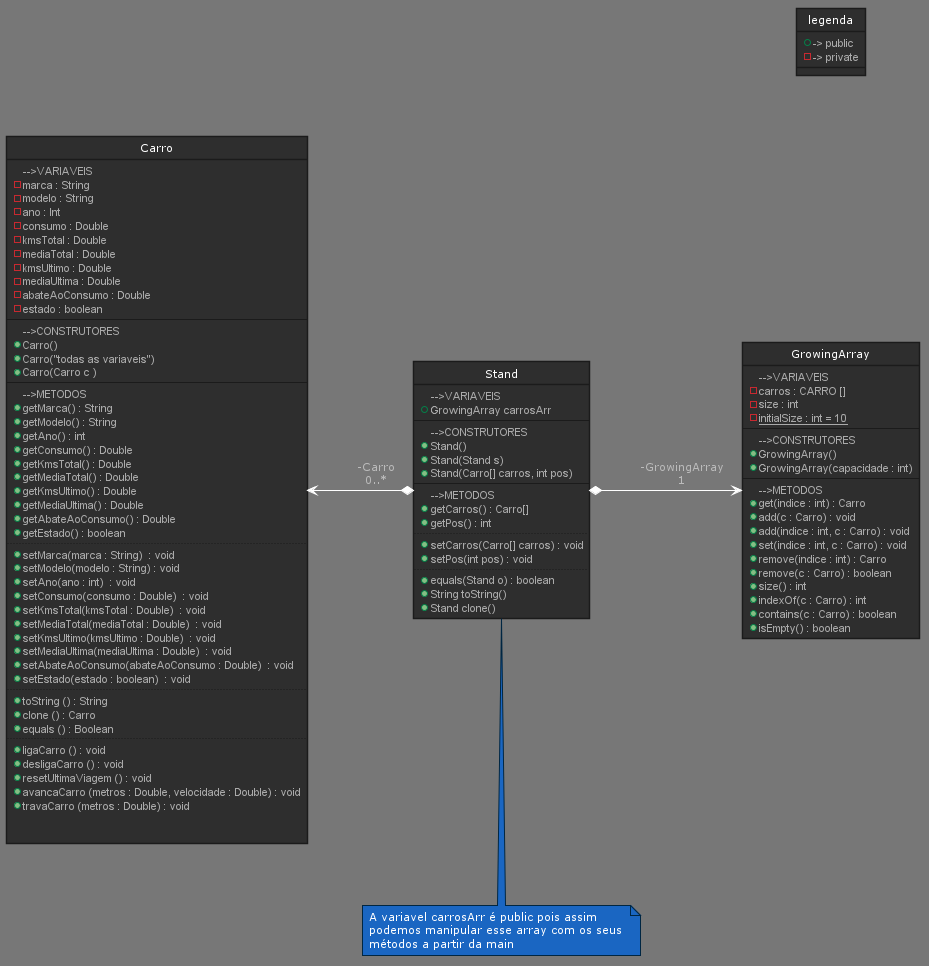 legenda
-> public
-> private
Carro
-->VARIAVEIS
marca : String
modelo : String
ano : Int
consumo : Double
kmsTotal : Double
mediaTotal : Double
kmsUltimo : Double
mediaUltima : Double
abateAoConsumo : Double
estado : boolean
-->CONSTRUTORES
Carro()
Carro("todas as variaveis")
Carro(Carro c )
-->METODOS
getMarca() : String
getModelo() : String
getAno() : int
getConsumo() : Double
getKmsTotal() : Double
getMediaTotal() : Double
getKmsUltimo() : Double
getMediaUltima() : Double
getAbateAoConsumo() : Double
getEstado() : boolean
setMarca(marca : String) : void
setModelo(modelo : String) : void
setAno(ano : int) : void
setConsumo(consumo : Double) : void
setKmsTotal(kmsTotal : Double) : void
setMediaTotal(mediaTotal : Double) : void
setKmsUltimo(kmsUltimo : Double) : void
setMediaUltima(mediaUltima : Double) : void
setAbateAoConsumo(abateAoConsumo : Double) : void
setEstado(estado : boolean) : void
toString () : String
clone () : Carro
equals () : Boolean
ligaCarro () : void
desligaCarro () : void
resetUltimaViagem () : void
avancaCarro (metros : Double, velocidade : Double) : void
travaCarro (metros : Double) : void
-Carro
0..*
Stand
-->VARIAVEIS
GrowingArray carrosArr
-->CONSTRUTORES
Stand()
Stand(Stand s)
Stand(Carro[] carros, int pos)
-->METODOS
getCarros() : Carro[]
getPos() : int
setCarros(Carro[] carros) : void
setPos(int pos) : void
equals(Stand o) : boolean
String toString()
Stand clone()
-GrowingArray
1
GrowingArray
-->VARIAVEIS
carros : CARRO []
size : int
initialSize : int = 10
-->CONSTRUTORES
GrowingArray()
GrowingArray(capacidade : int)
-->METODOS
get(indice : int) : Carro
add(c : Carro) : void
add(indice : int, c : Carro) : void
set(indice : int, c : Carro) : void
remove(indice : int) : Carro
remove(c : Carro) : boolean
size() : int
indexOf(c : Carro) : int
contains(c : Carro) : boolean
isEmpty() : boolean
A variavel carrosArr é public pois assim
podemos manipular esse array com os seus
métodos a partir da main